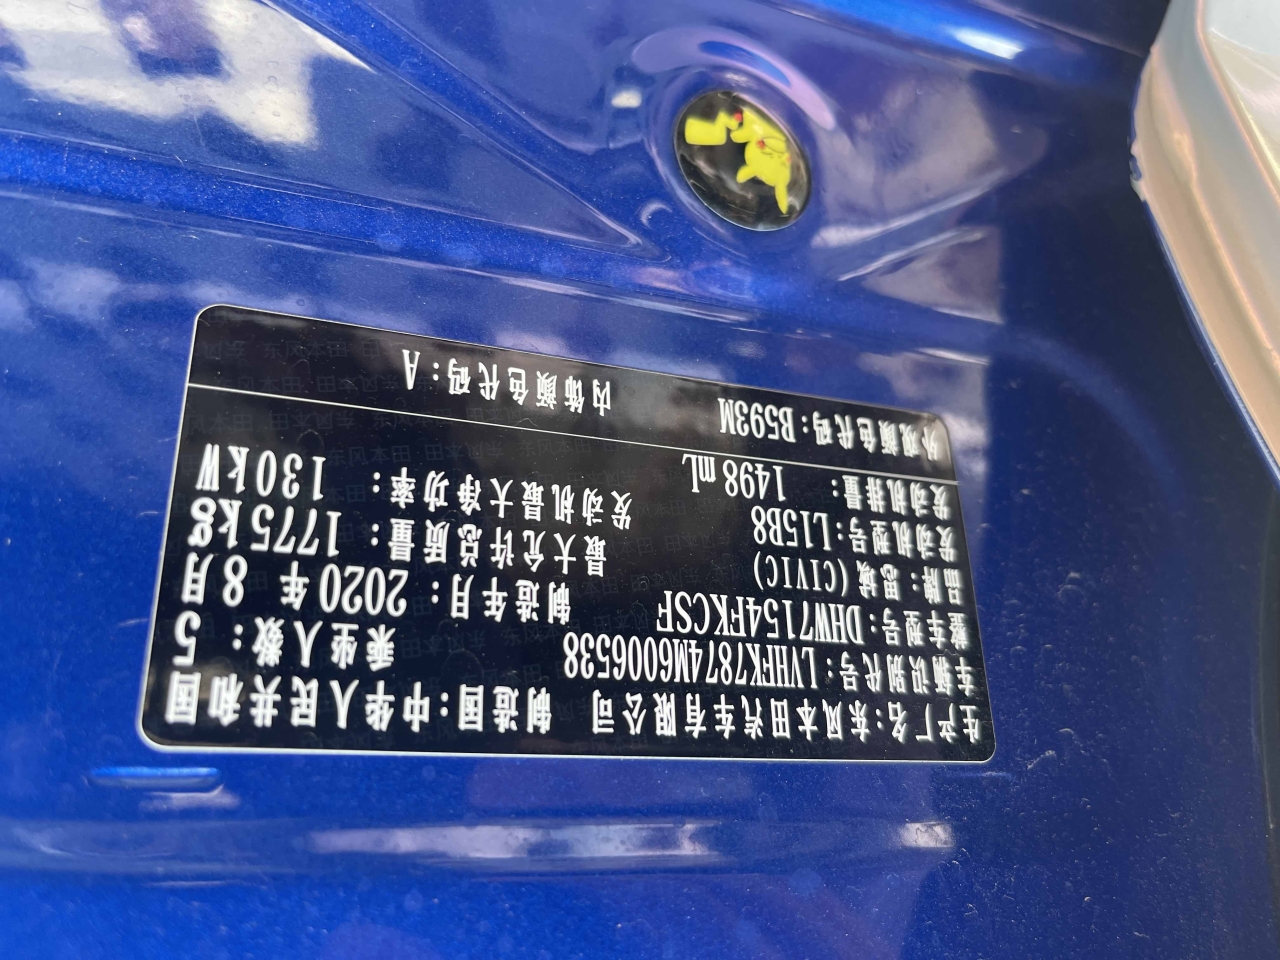 生产厂名:东风本田汽车有限公司 制造国:中华人民共和国
车辆识别代号:LVHFK7874M6006538 乘坐人数:5
整车型号:DHW7154FKCSF 制造年月:2020年 8月
品牌:思域(CIVIC) 最大允许总质量:1775kg
发动机型号:L15B8 发动机最大净功率:130kW
发动机排量: 1498mL
外观颜色代码:B593M 内饰颜色代码:A